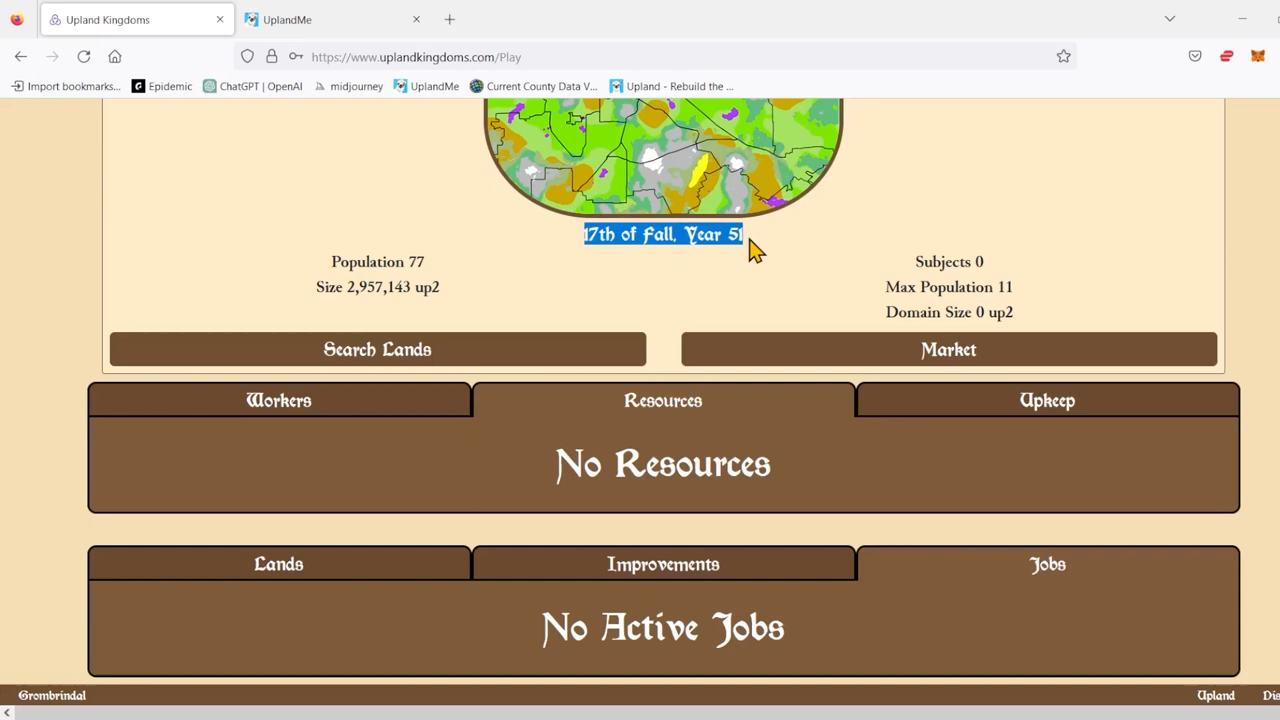 Upland Kingdoms
UplandMe
https://www.uplandkingdoms.com/Play
Import bookmarks...
Epidemic
ChatGPT | OpenAI
midjourney
UplandMe
Current County Data V...
Upland - Rebuild the ...
17th of Fall, Year 51
Population 77
Subjects 0
Size 2,957,143 up2
Max Population 11
Domain Size 0 up2
Search Lands
Market
Workers
Resources
Upkeep
No Resources
Lands
Improvements
Jobs
No Active Jobs
Grombrindal
Upland
Dis